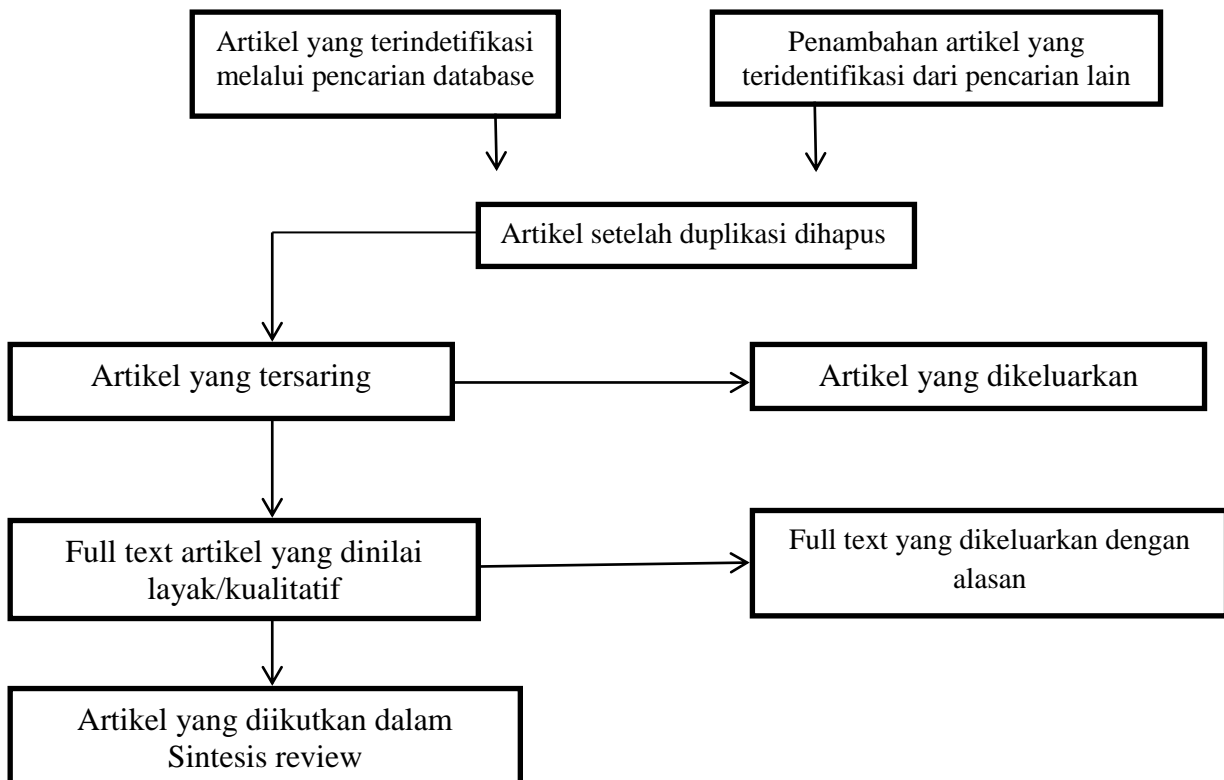 Artikel yang terindetifikasi
melalui pencarian database
Penambahan artikel yang
teridentifikasi dari pencarian lain
Artikel setelah duplikasi dihapus
Artikel yang tersaring
Artikel yang dikeluarkan
Full text artikel yang dinilai
layak/kualitatif
Full text yang dikeluarkan dengan
alasan
Artikel yang diikutkan dalam
Sintesis review